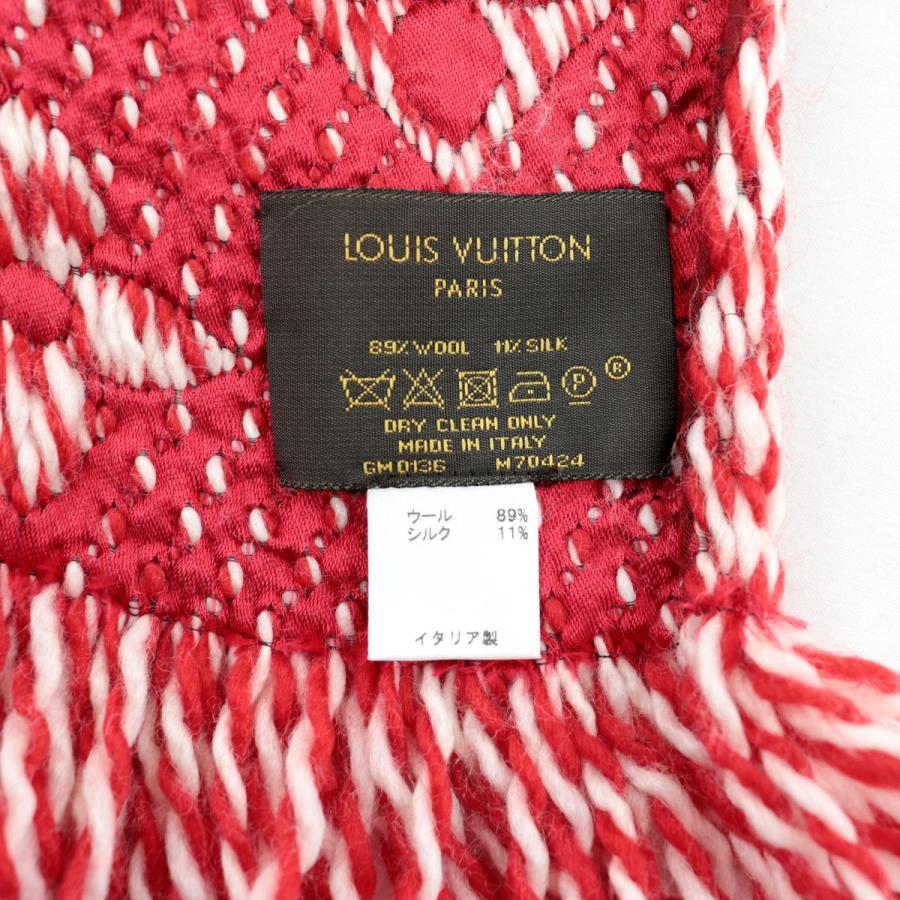 LOUIS VUITTON
PARIS
89% WOOL 11% SILK
P ®
DRY CLEAN ONLY
MADE IN ITALY
GM0136 M70424
ウール 89%
シルク 11%
イタリア製